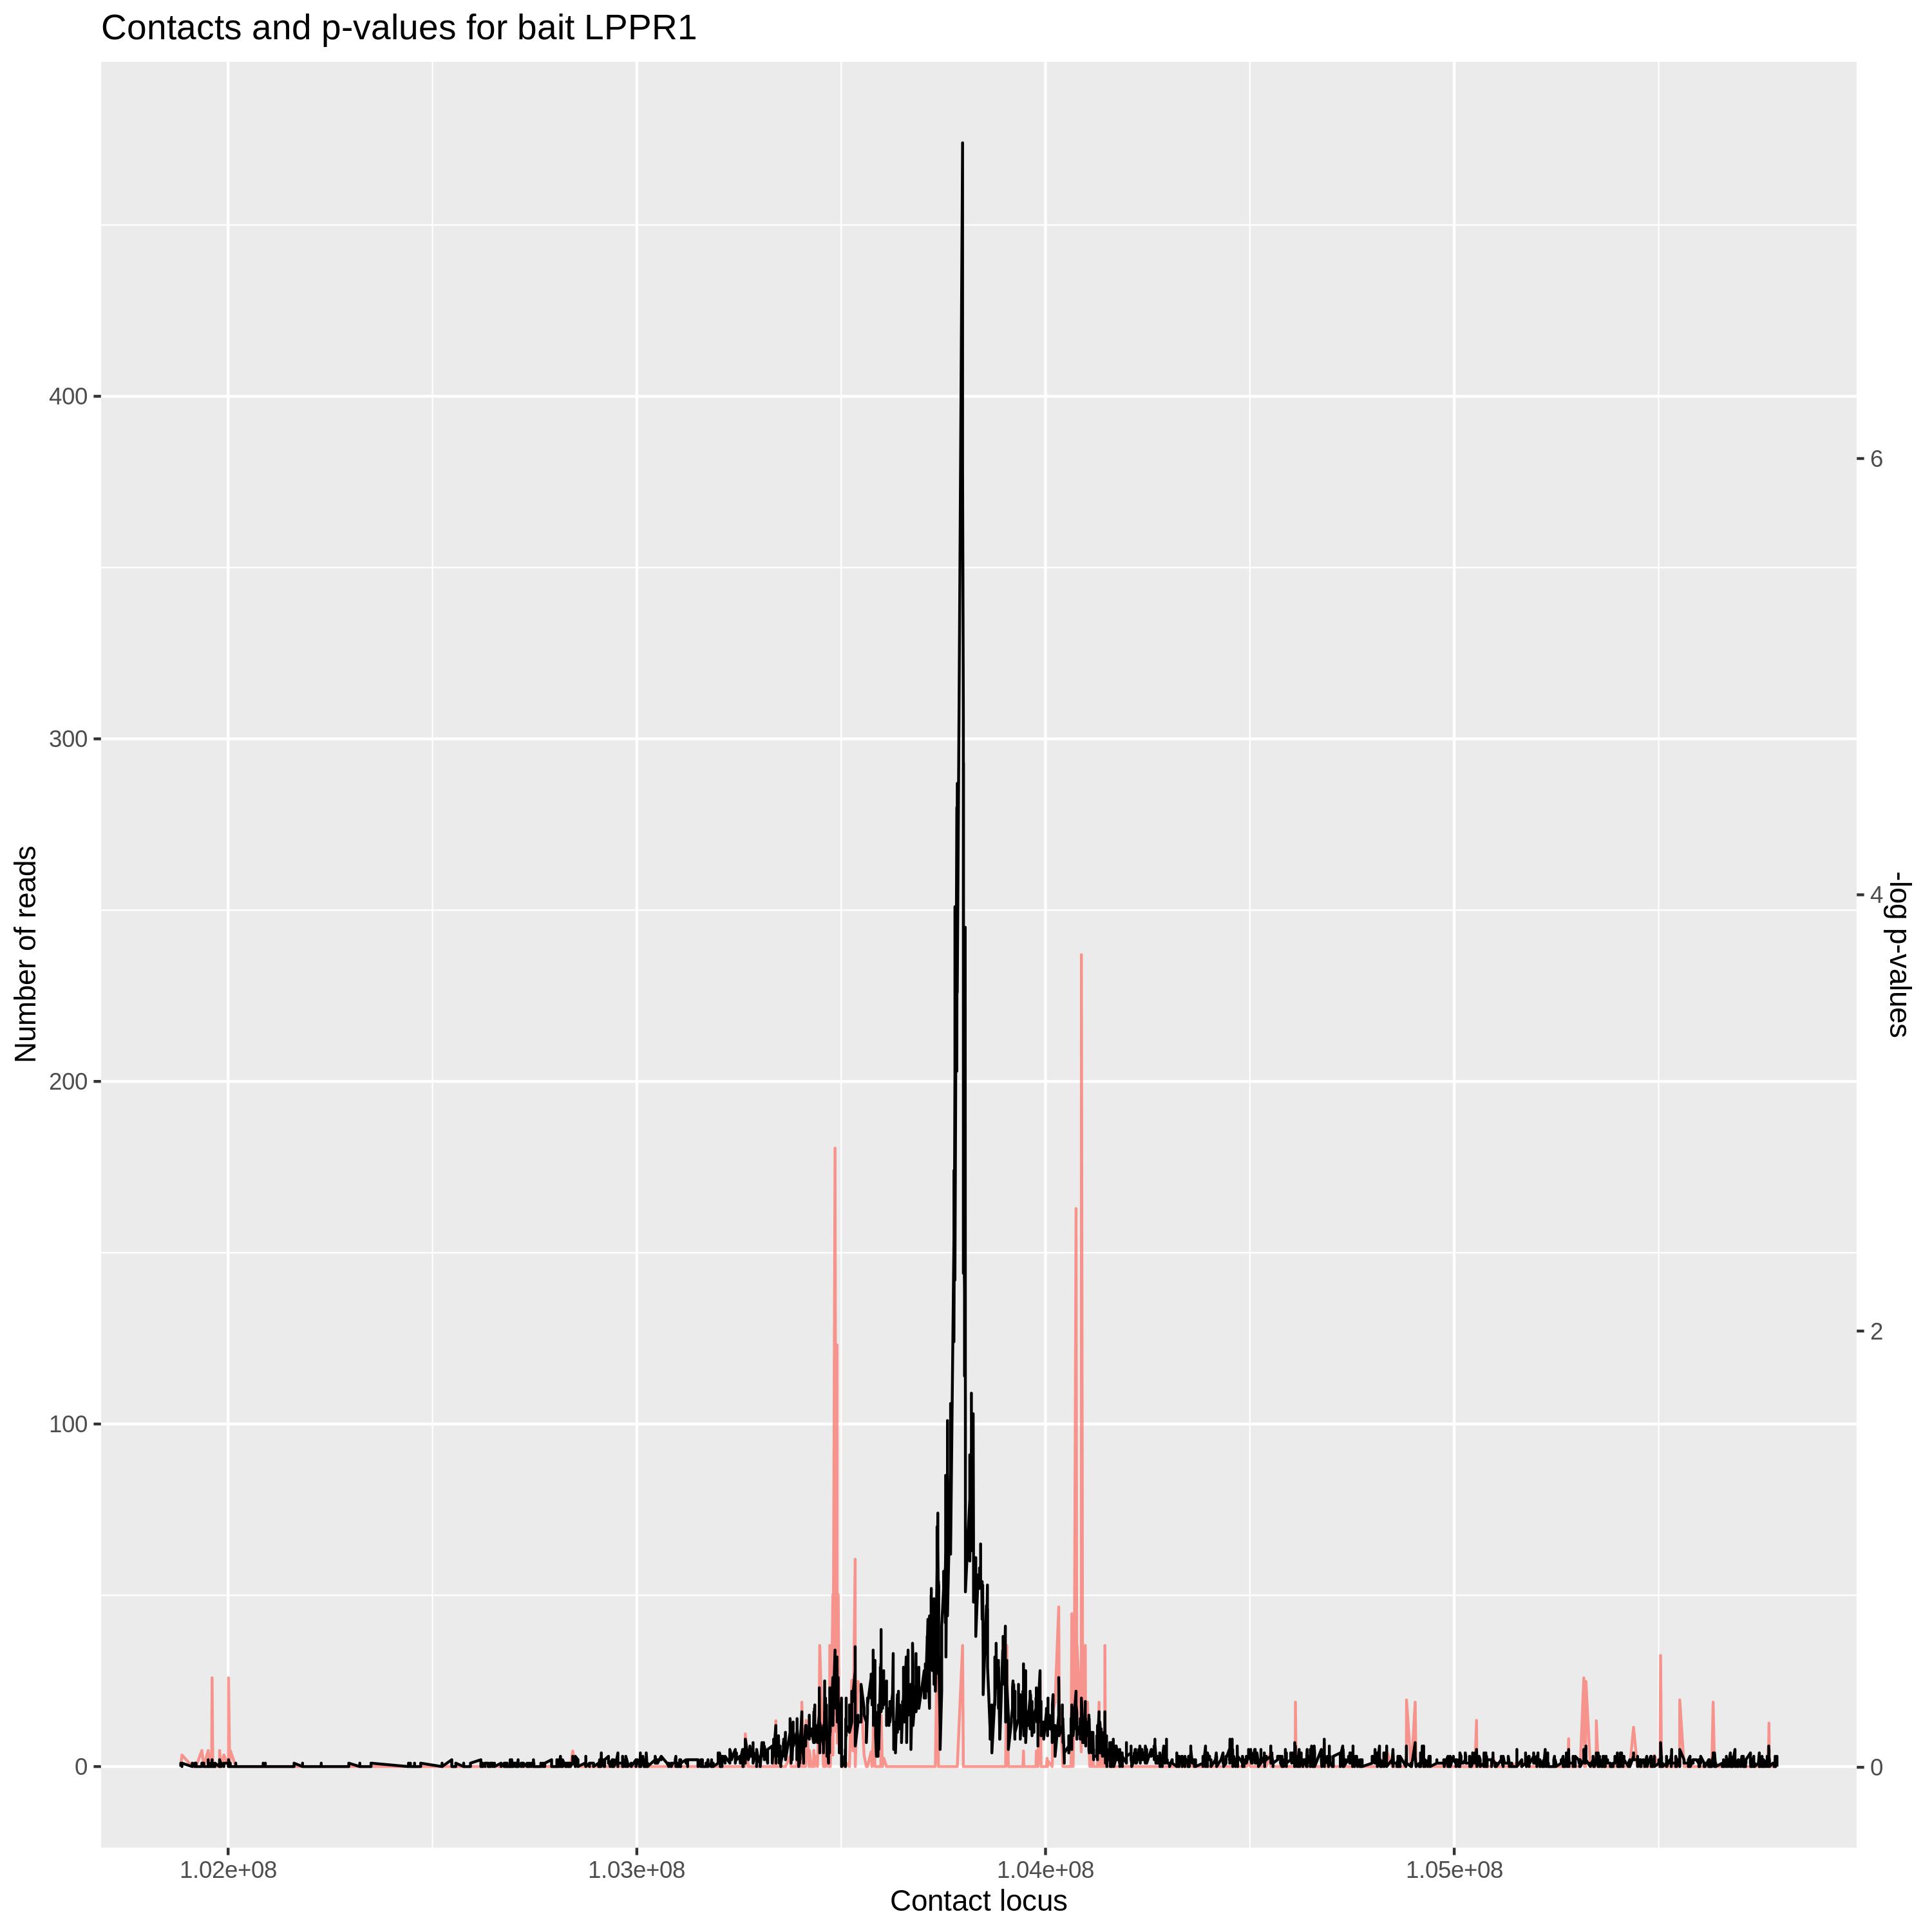 Contacts and p-values for bait LPPR1
Number of reads
400
300
200
100
0
6
4
2
0
-log p-values
1.02e+08
1.03e+08
1.04e+08
1.05e+08
Contact locus